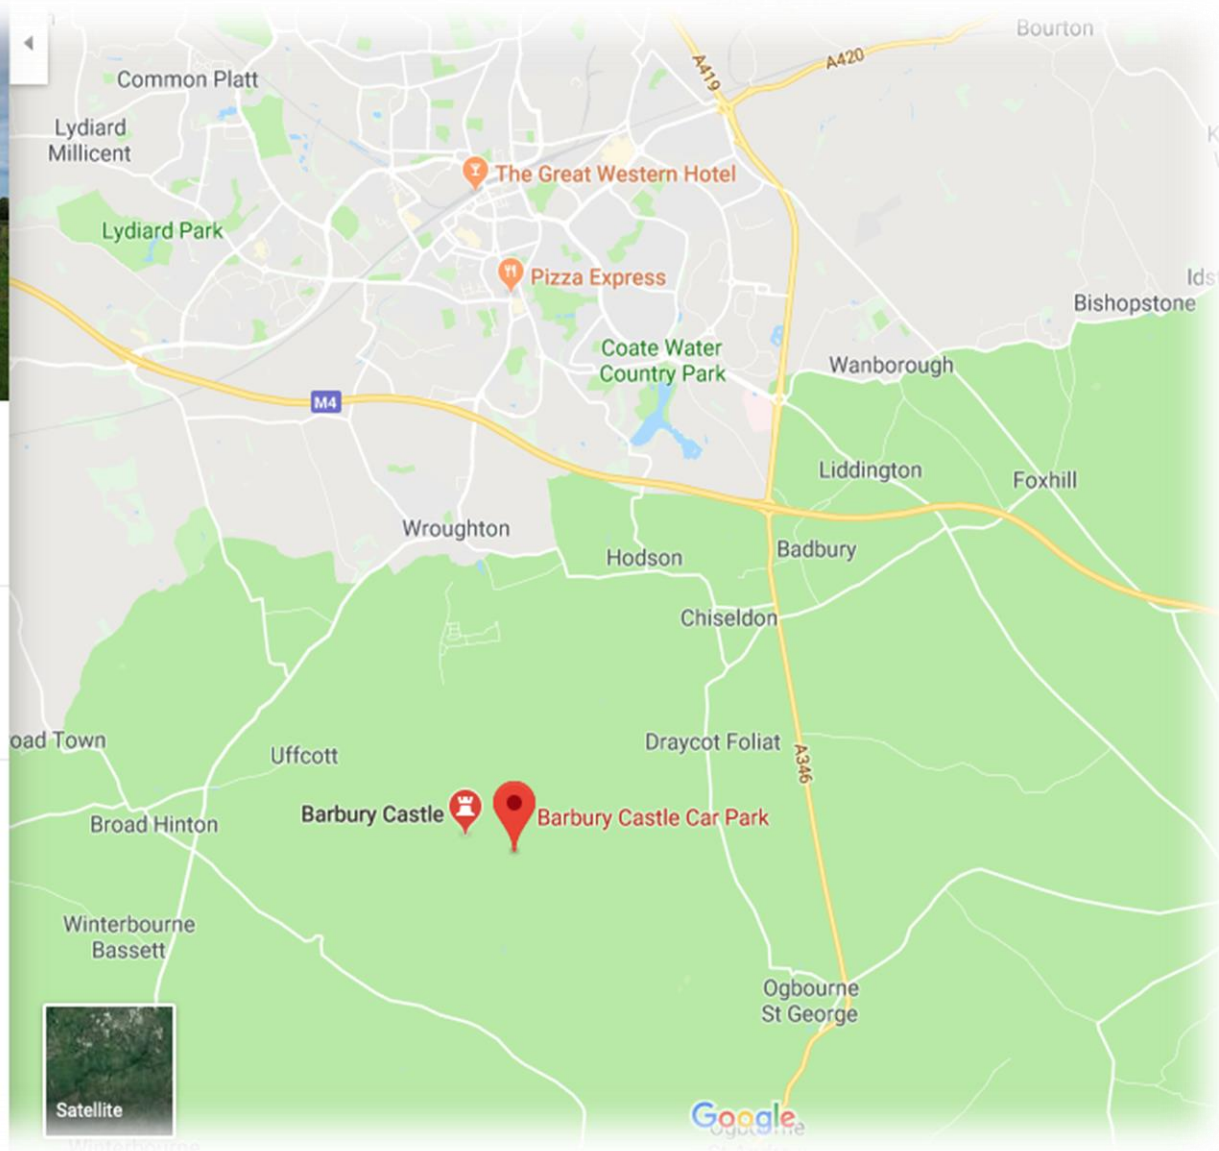 Bourton
A419
A420
Common Platt
Lydiard
Millicent
The Great Western Hotel
Lydiard Park
Pizza Express
Bishopstone
Coate Water
Country Park
Wanborough
M4
Liddington
Foxhill
Wroughton
Hodson
Badbury
Chiseldon
oad Town
Uffcott
Draycot Foliat
A346
Barbury Castle
Barbury Castle Car Park
Broad Hinton
Winterbourne
Bassett
Ogbourne
St George
Satellite
Google
Winterbourne